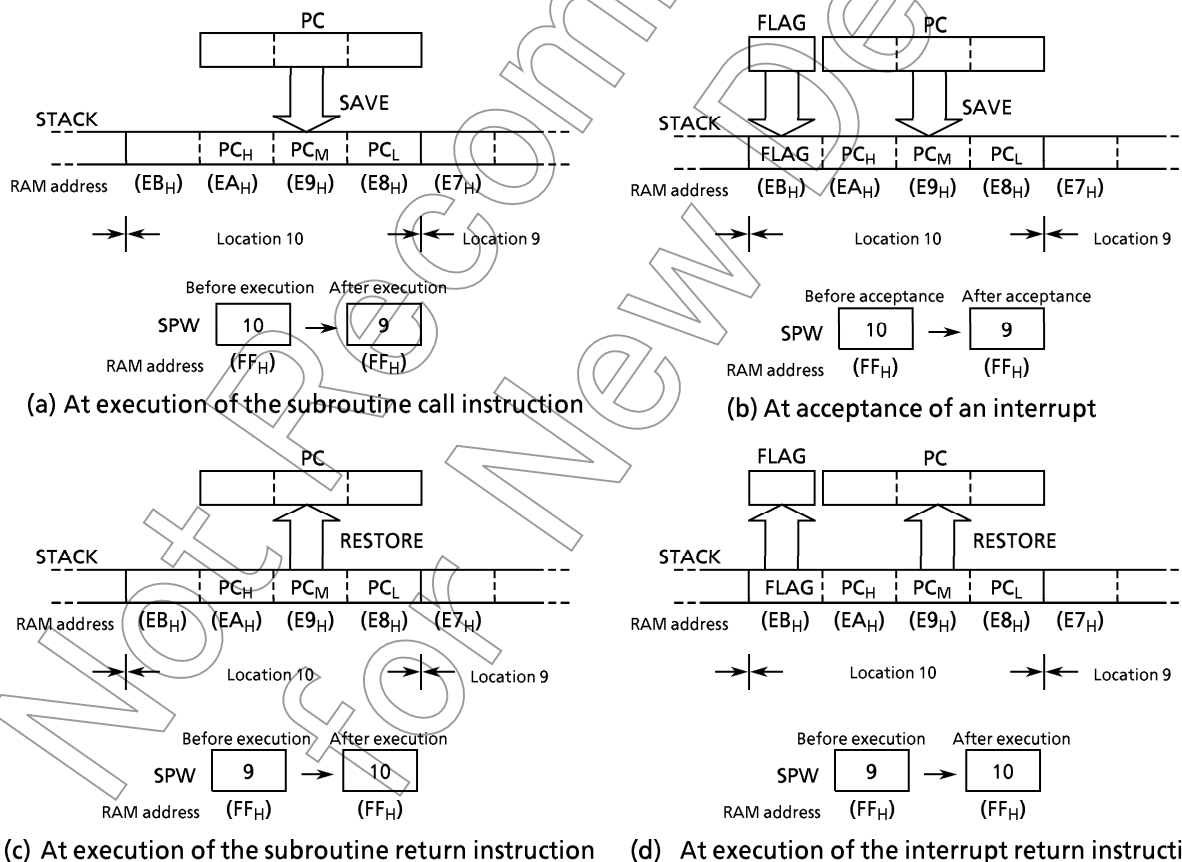 PC
SAVE
STACK
PCH PCM PCL
RAM address (EBH) (EAH) (E9H) (E8H) (E7H)
Location 10 Location 9
Before execution After execution
SPW 10 9
RAM address (FFH) (FFH)
(a) At execution of the subroutine call instruction
FLAG PC
SAVE
STACK
FLAG PCH PCM PCL
RAM address (EBH) (EAH) (E9H) (E8H) (E7H)
Location 10 Location 9
Before acceptance After acceptance
SPW 10 9
RAM address (FFH) (FFH)
(b) At acceptance of an interrupt
PC
RESTORE
STACK
PCH PCM PCL
RAM address (EBH) (EAH) (E9H) (E8H) (E7H)
Location 10 Location 9
Before execution After execution
SPW 9 10
RAM address (FFH) (FFH)
(c) At execution of the subroutine return instruction
FLAG PC
RESTORE
STACK
FLAG PCH PCM PCL
RAM address (EBH) (EAH) (E9H) (E8H) (E7H)
Location 10 Location 9
Before execution After execution
SPW 9 10
RAM address (FFH) (FFH)
(d) At execution of the interrupt return instructi
Not Recom
for New De